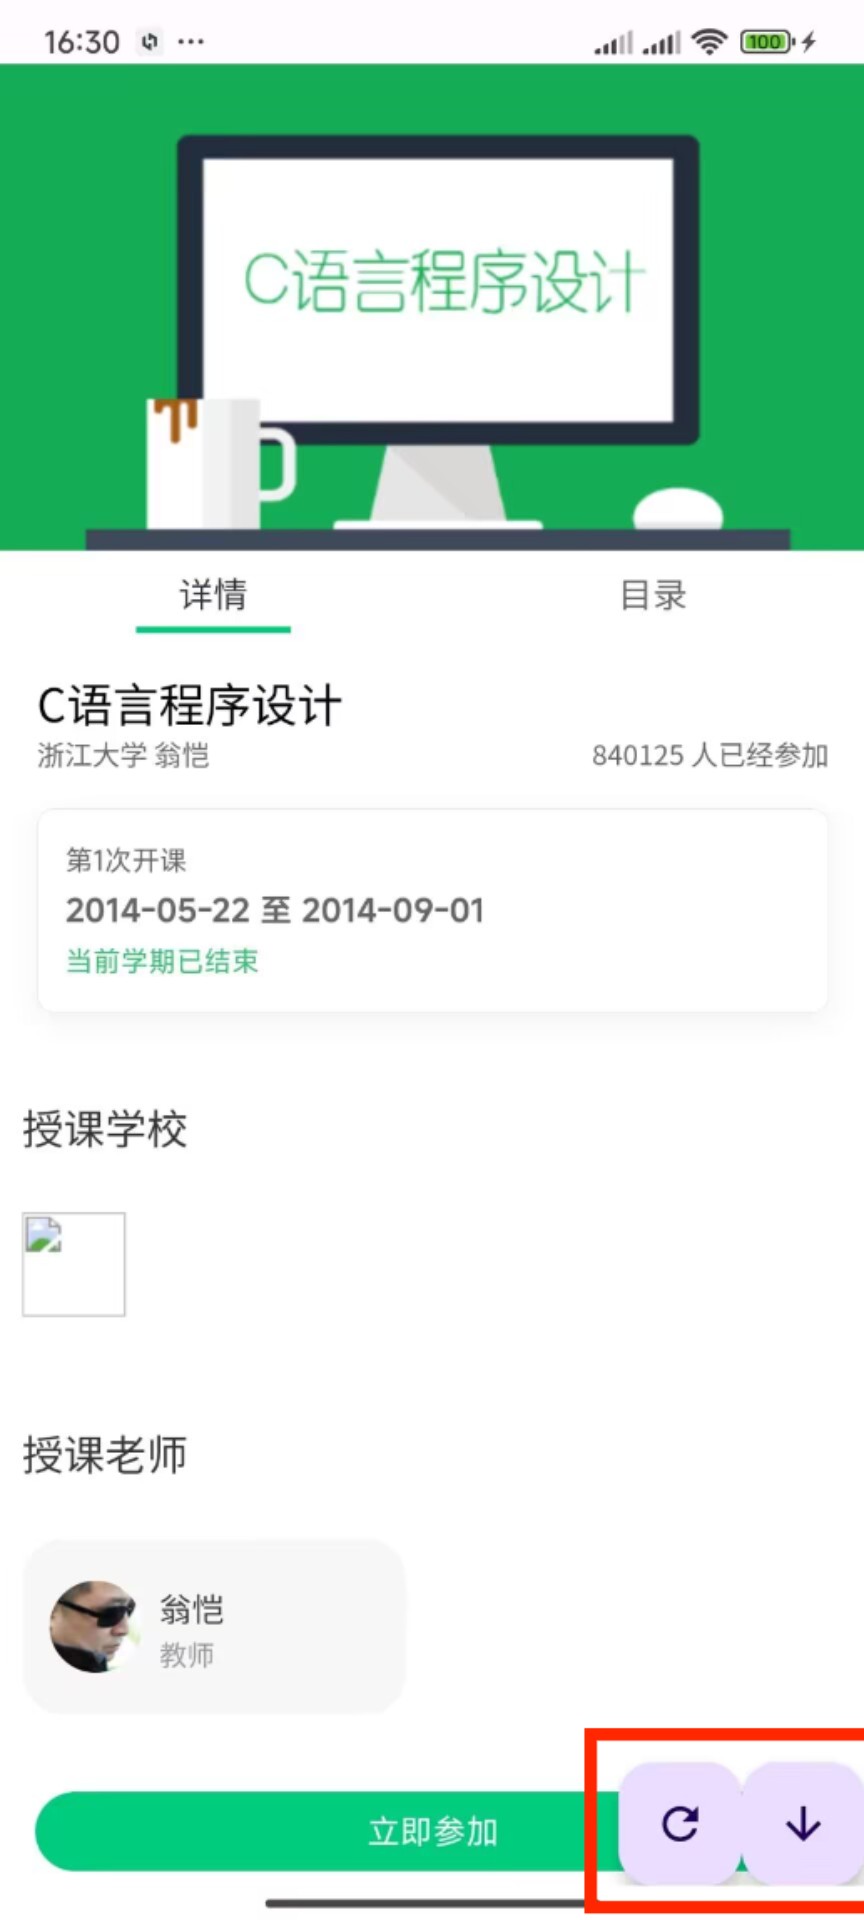 16:30
100
C语言程序设计
详情
目录
C语言程序设计
浙江大学 翁恺
840125 人已经参加
第1次开课
2014-05-22 至 2014-09-01
当前学期已结束
授课学校
授课老师
翁恺
教师
立即参加